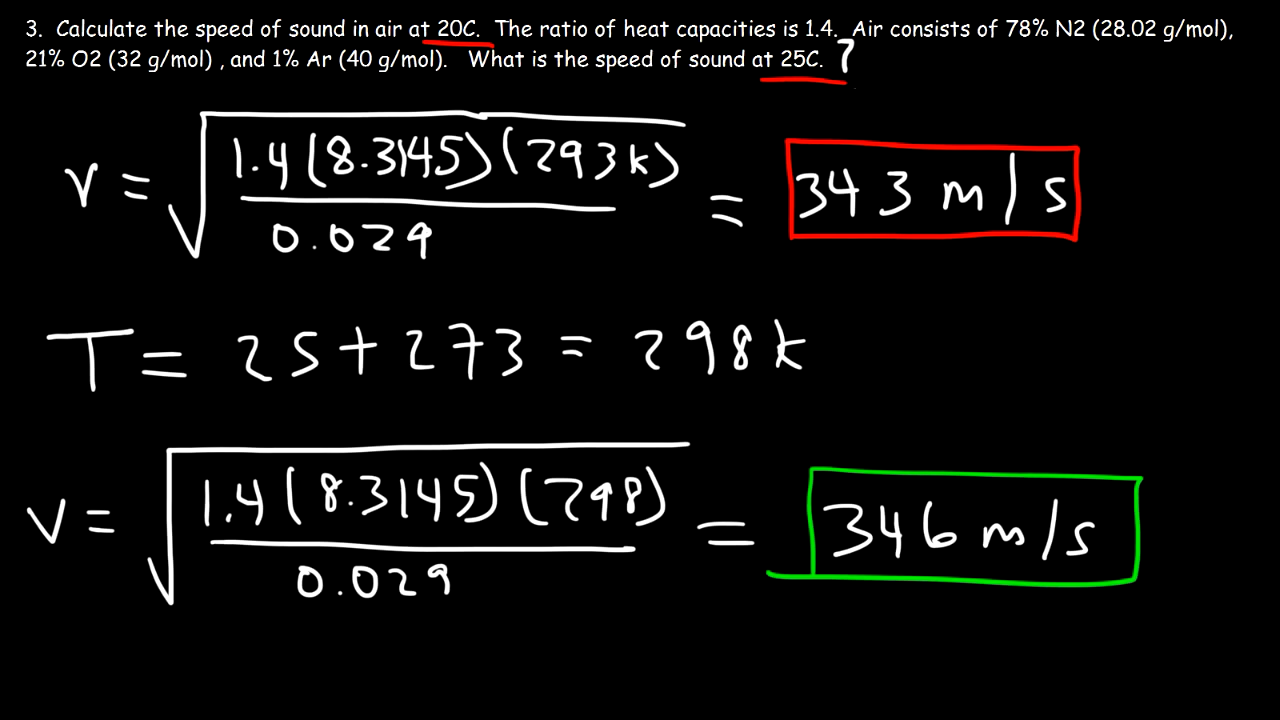 3. Calculate the speed of sound in air at 20C. The ratio of heat capacities is 1.4. Air consists of 78% N2 (28.02 g/mol),
21% O2 (32 g/mol) , and 1% Ar (40 g/mol). What is the speed of sound at 25C. ?
v = √ 1.4(8.3145)(293k) / 0.029 = 343 m/s
T = 25 + 273 = 298k
v = √ 1.4(8.3145)(298) / 0.029 = 346 m/s